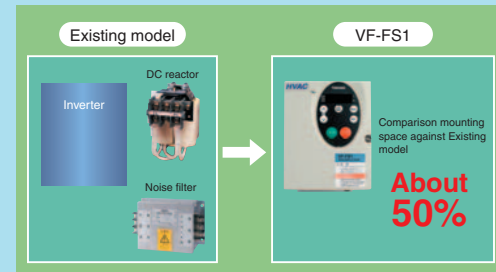 Existing model
VF-FS1
DC reactor
Inverter
Noise filter
HVAC
Comparison mounting
space against Existing
model
About
50%